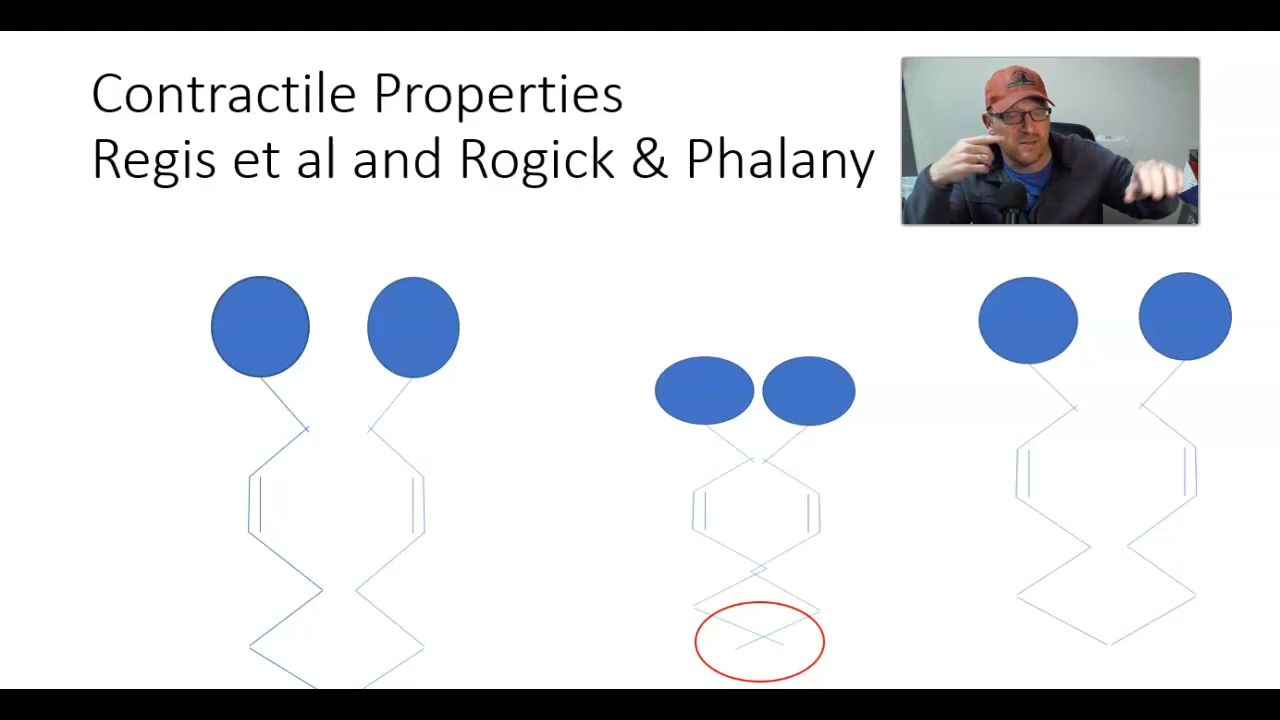 Contractile Properties
Regis et al and Rogick & Phalany